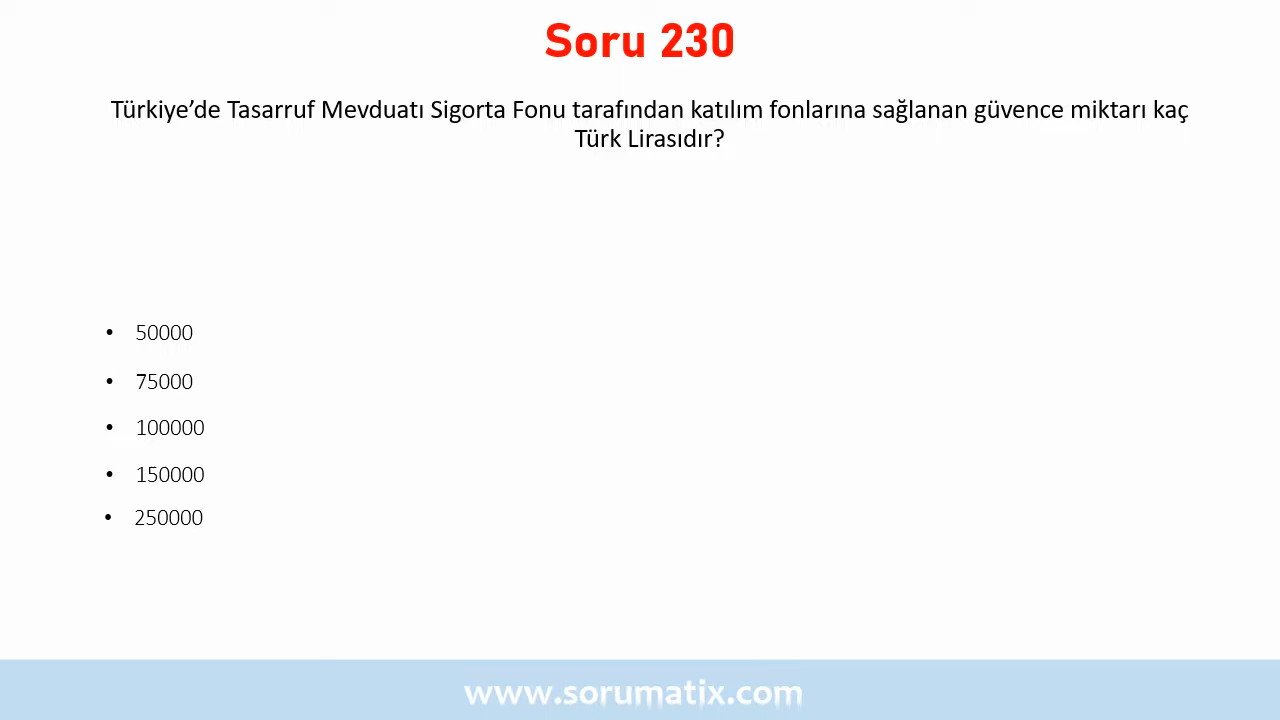 Soru 230
Türkiye’de Tasarruf Mevduatı Sigorta Fonu tarafından katılım fonlarına sağlanan güvence miktarı kaç
Türk Lirasıdır?
• 50000
• 75000
• 100000
• 150000
• 250000
www.sorumatix.com